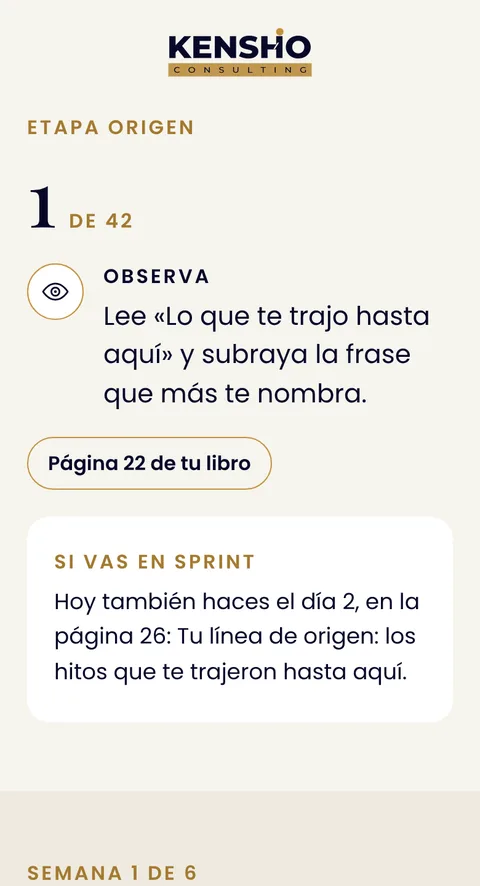 KENSHO
CONSULTING
ETAPA ORIGEN
1 DE 42
OBSERVA
Lee «Lo que te trajo hasta
aquí» y subraya la frase
que más te nombra.
Página 22 de tu libro
SI VAS EN SPRINT
Hoy también haces el día 2, en la
página 26: Tu línea de origen: los
hitos que te trajeron hasta aquí.
SEMANA 1 DE 6